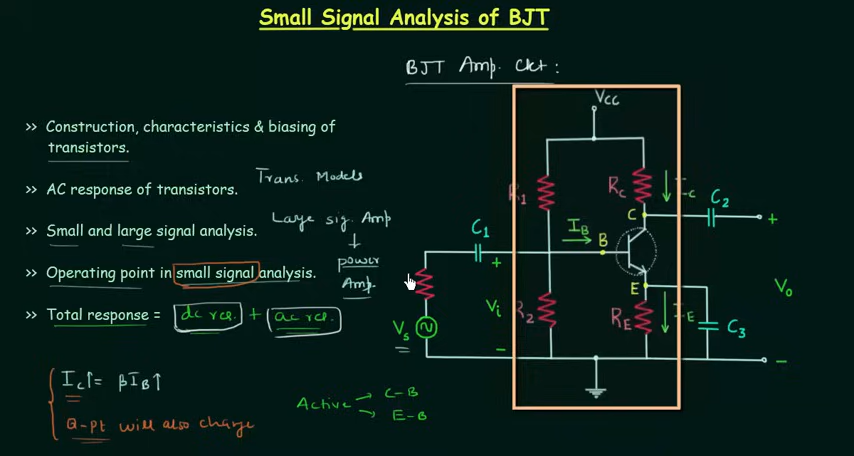 Small Signal Analysis of BJT
BJT Amp. Ckt :
>> Construction, characteristics & biasing of
transistors.
>> AC response of transistors.
Trans. Models
>> Small and large signal analysis.
Large sig. Amp
↓
power
Amp.
>> Operating point in small signal analysis.
>> Total response = dc res. + ac res.
IC↑ = βIB↑
Q-pt will also change
Active → C-B
→ E-B
VCC
R1
RC
IC
C
C2
+
C1
+
IB
B
E
Vi
R2
RE
IE
C3
Vo
Vs
-
-